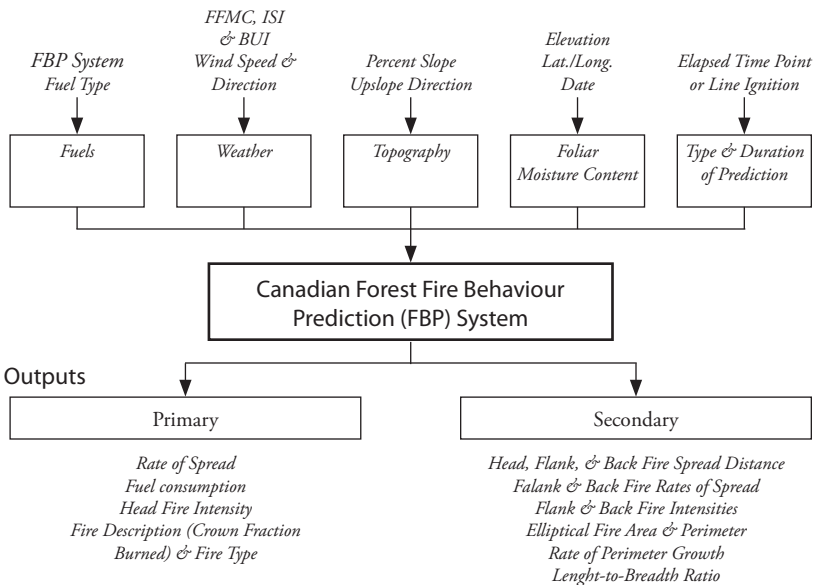 FBP System
Fuel Type
FFMC, ISI
& BUI
Wind Speed &
Direction
Percent Slope
Upslope Direction
Elevation
Lat./Long.
Date
Elapsed Time Point
or Line Ignition
Fuels
Weather
Topography
Foliar
Moisture Content
Type & Duration
of Prediction
Canadian Forest Fire Behaviour
Prediction (FBP) System
Outputs
Primary
Rate of Spread
Fuel consumption
Head Fire Intensity
Fire Description (Crown Fraction
Burned) & Fire Type
Secondary
Head, Flank, & Back Fire Spread Distance
Falank & Back Fire Rates of Spread
Flank & Back Fire Intensities
Elliptical Fire Area & Perimeter
Rate of Perimeter Growth
Lenght-to-Breadth Ratio